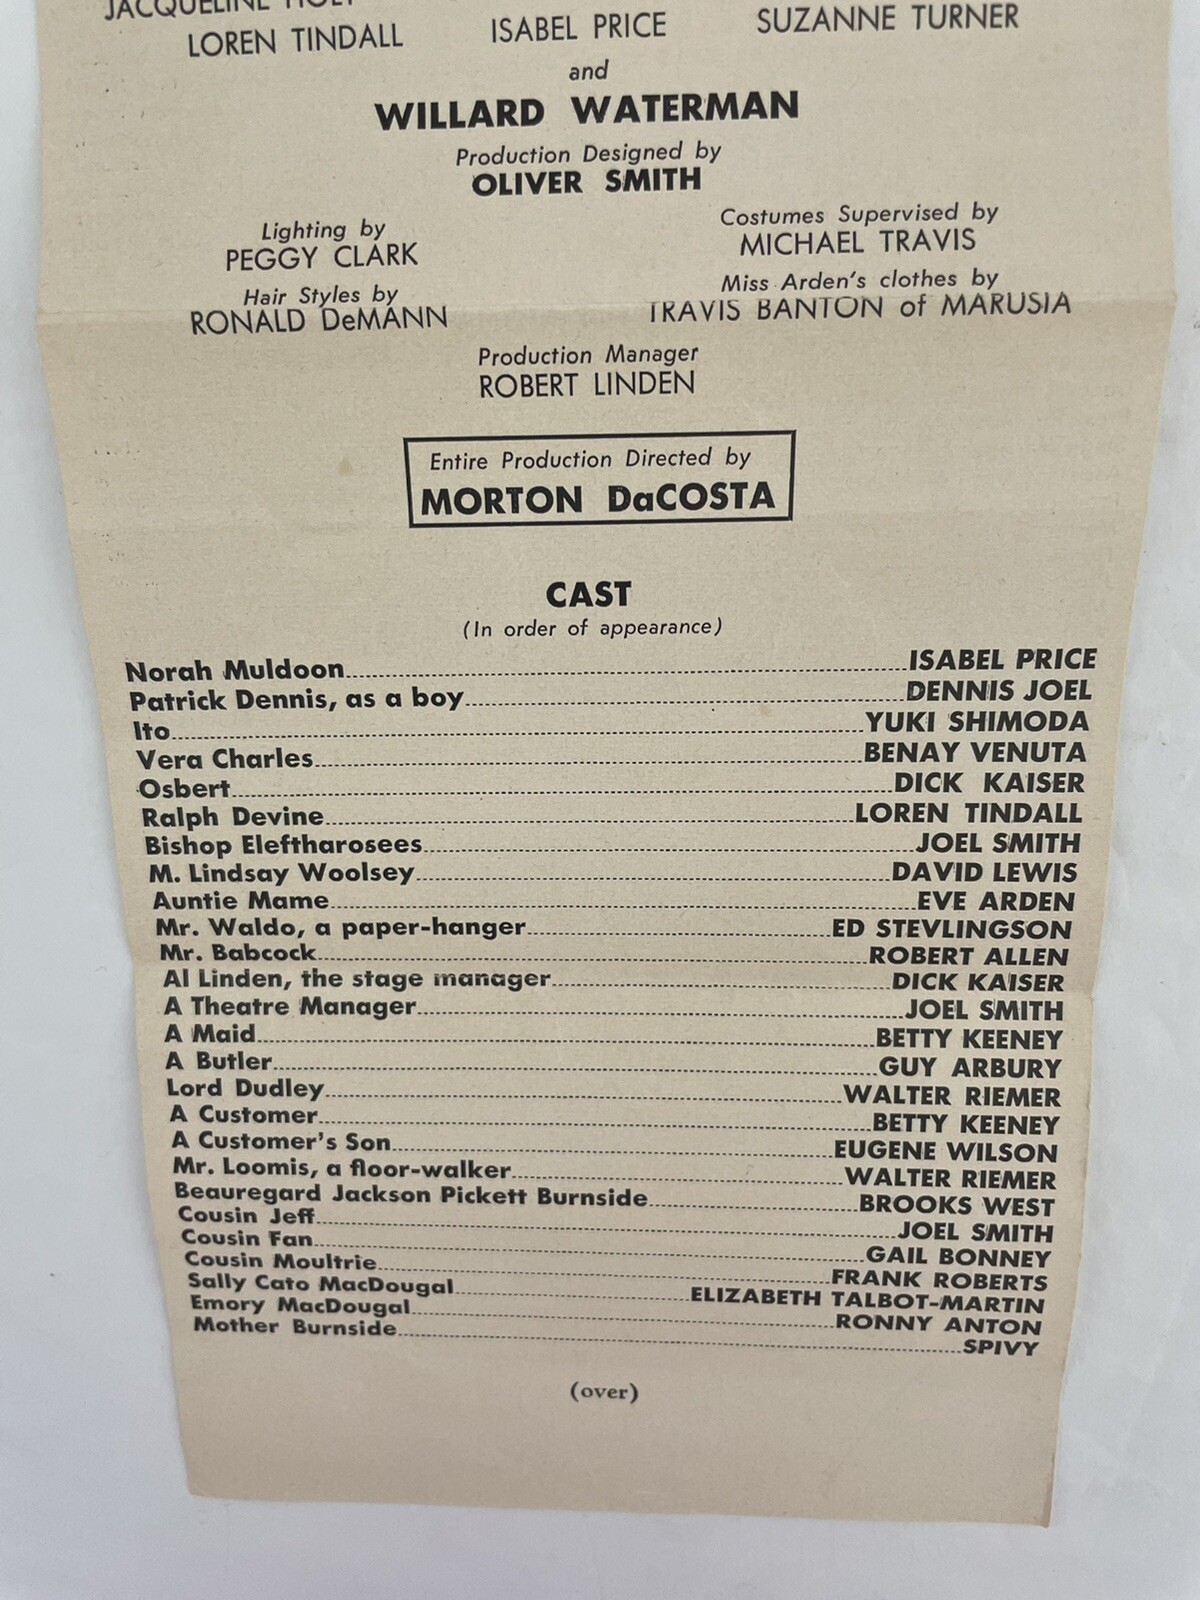 JACQUELINE HOLT
LOREN TINDALL ISABEL PRICE SUZANNE TURNER
and
WILLARD WATERMAN
Production Designed by
OLIVER SMITH
Lighting by Costumes Supervised by
PEGGY CLARK MICHAEL TRAVIS
Hair Styles by Miss Arden's clothes by
RONALD DeMANN TRAVIS BANTON of MARUSIA
Production Manager
ROBERT LINDEN
Entire Production Directed by
MORTON DaCOSTA
CAST
(In order of appearance)
Norah Muldoon ISABEL PRICE
Patrick Dennis, as a boy DENNIS JOEL
Ito YUKI SHIMODA
Vera Charles BENAY VENUTA
Osbert DICK KAISER
Ralph Devine LOREN TINDALL
Bishop Eleftharosees JOEL SMITH
M. Lindsay Woolsey DAVID LEWIS
Auntie Mame EVE ARDEN
Mr. Waldo, a paper-hanger ED STEVLINGSON
Mr. Babcock ROBERT ALLEN
Al Linden, the stage manager DICK KAISER
A Theatre Manager JOEL SMITH
A Maid BETTY KEENEY
A Butler GUY ARBURY
Lord Dudley WALTER RIEMER
A Customer BETTY KEENEY
A Customer's Son EUGENE WILSON
Mr. Loomis, a floor-walker WALTER RIEMER
Beauregard Jackson Pickett Burnside BROOKS WEST
Cousin Jeff JOEL SMITH
Cousin Fan GAIL BONNEY
Cousin Moultrie FRANK ROBERTS
Sally Cato MacDougal ELIZABETH TALBOT-MARTIN
Emory MacDougal RONNY ANTON
Mother Burnside SPIVY
(over)